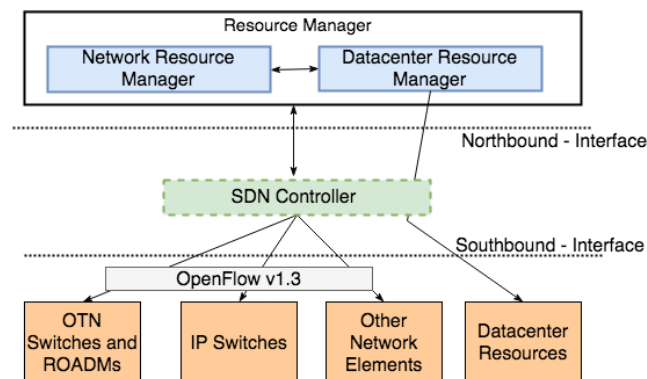 Resource Manager
Network Resource
Manager
Datacenter Resource
Manager
Northbound - Interface
SDN Controller
Southbound - Interface
OpenFlow v1.3
OTN
Switches and
ROADMs
IP Switches
Other
Network
Elements
Datacenter
Resources